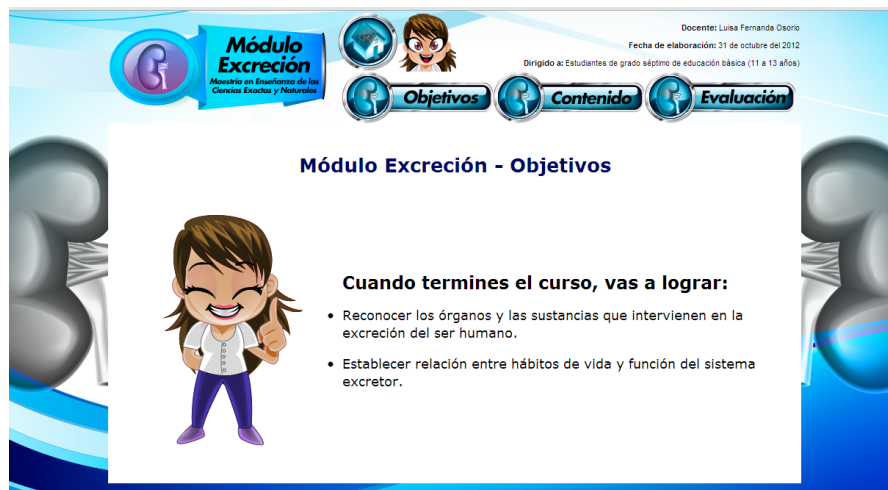 Módulo
Excreción
Maestría en Enseñanza de las
Ciencias Exactas y Naturales
Docente: Luisa Fernanda Osorio
Fecha de elaboración: 31 de octubre del 2012
Dirigido a: Estudiantes de grado séptimo de educación básica (11 a 13 años)
Objetivos
Contenido
Evaluación
Módulo Excreción - Objetivos
Cuando termines el curso, vas a lograr:
• Reconocer los órganos y las sustancias que intervienen en la
excreción del ser humano.
• Establecer relación entre hábitos de vida y función del sistema
excretor.